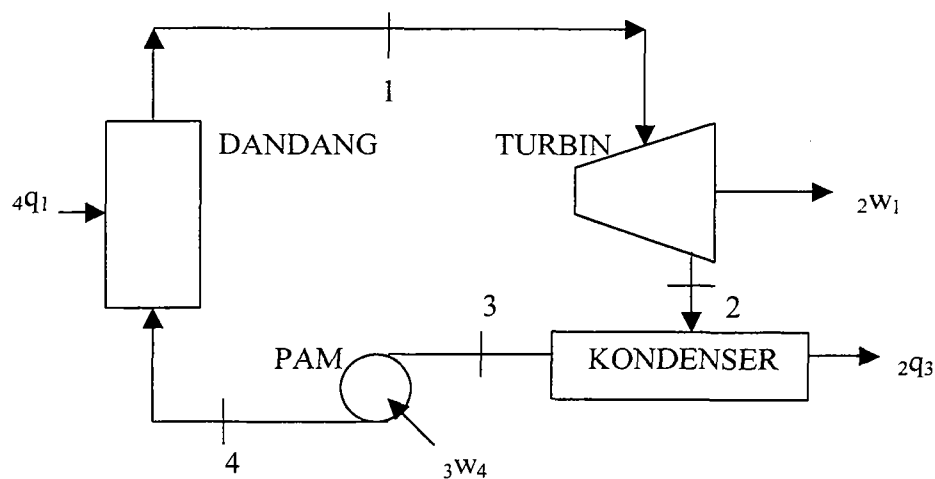 1
DANDANG
TURBIN
₄q₁
₂w₁
3
2
PAM
KONDENSER
₂q₃
4
₃w₄